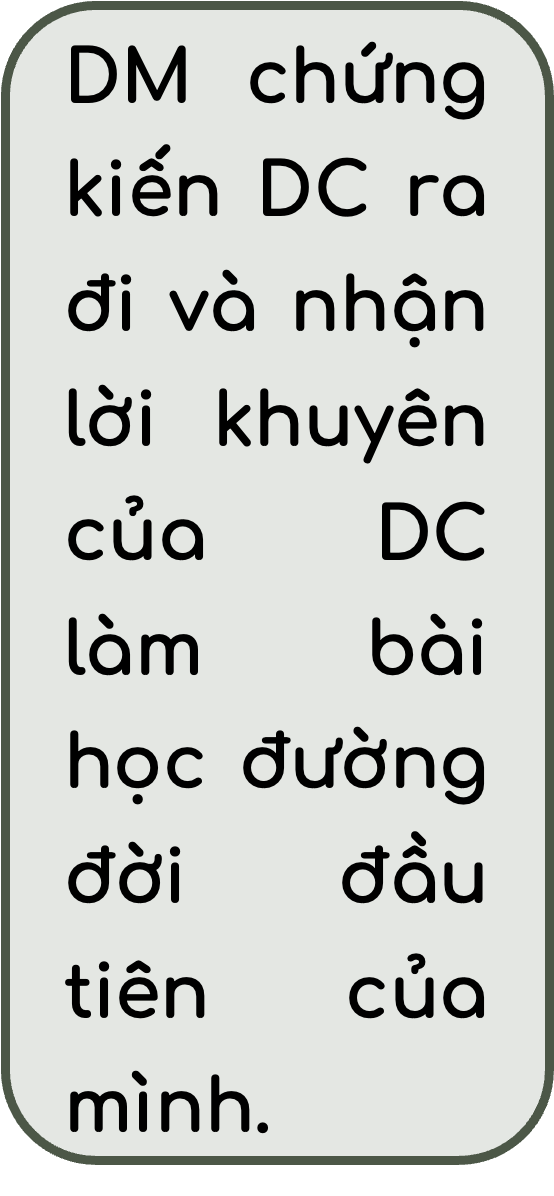 DM chứng
kiến DC ra
đi và nhận
lời khuyên
của DC
làm bài
học đường
đời đầu
tiên của
mình.